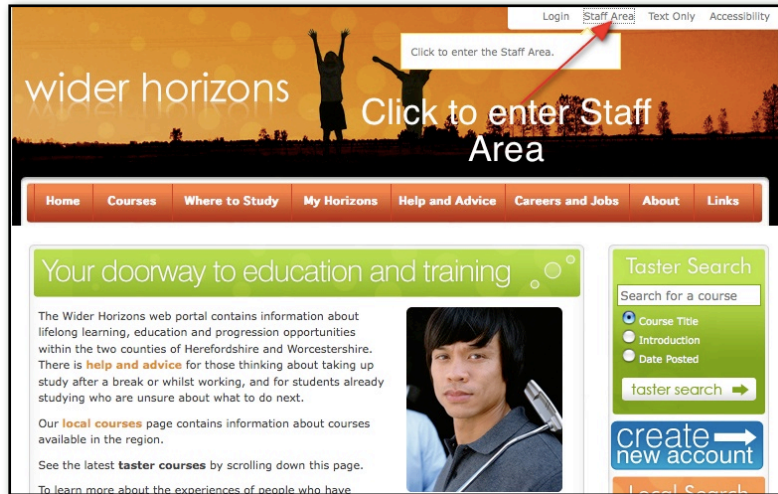 Login Staff Area Text Only Accessibility
Click to enter the Staff Area.
wider horizons
Click to enter Staff
Area
Home Courses Where to Study My Horizons Help and Advice Careers and Jobs About Links
Your doorway to education and training
The Wider Horizons web portal contains information about
lifelong learning, education and progression opportunities
within the two counties of Herefordshire and Worcestershire.
There is help and advice for those thinking about taking up
study after a break or whilst working, and for students already
studying who are unsure about what to do next.
Our local courses page contains information about courses
available in the region.
See the latest taster courses by scrolling down this page.
To learn more about the experiences of people who have
Taster Search
Search for a course
Course Title
Introduction
Date Posted
taster search
create
new account
Local Search